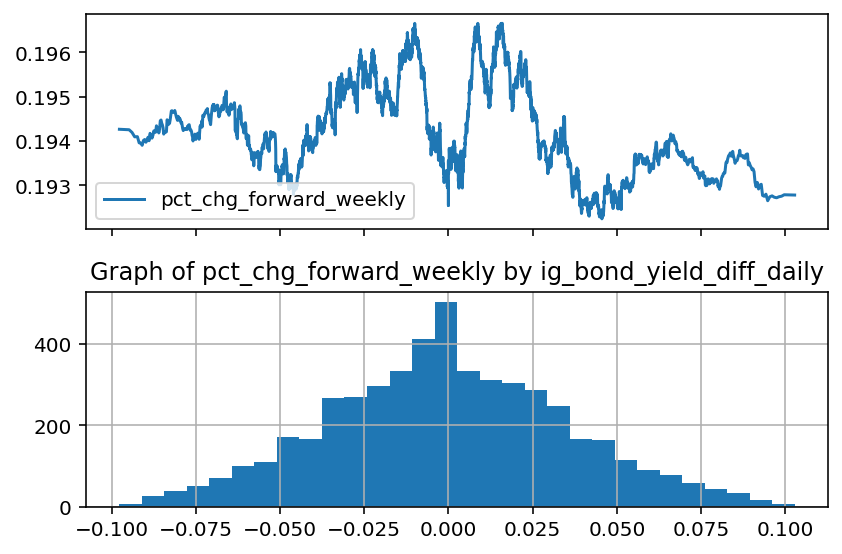 0.196
0.195
0.194
0.193
pct_chg_forward_weekly
Graph of pct_chg_forward_weekly by ig_bond_yield_diff_daily
400
200
0
−0.100 −0.075 −0.050 −0.025 0.000 0.025 0.050 0.075 0.100